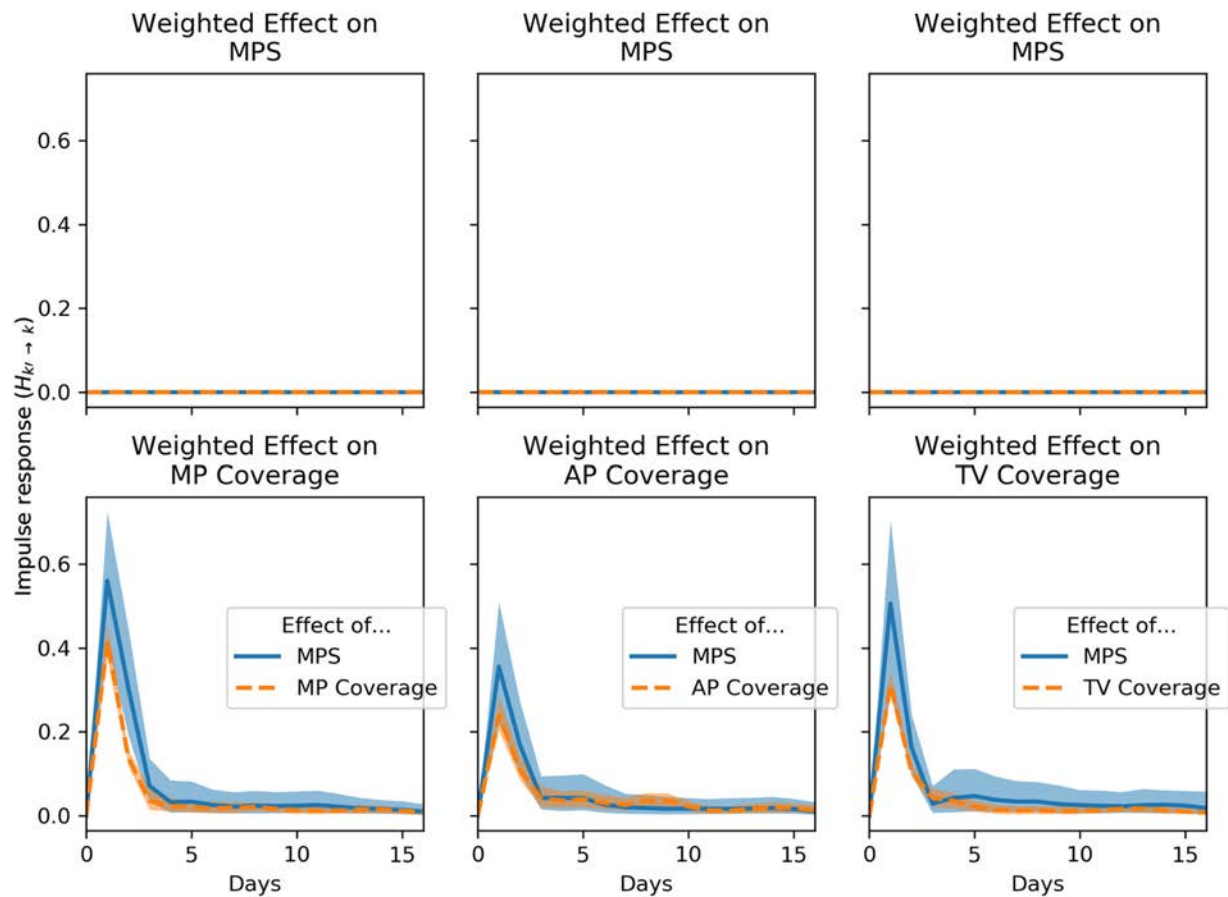 Weighted Effect on
MPS
Weighted Effect on
MPS
Weighted Effect on
MPS
0.6
0.4
0.2
0.0
Impulse response (H_{k′ → k})
Weighted Effect on
MP Coverage
Weighted Effect on
AP Coverage
Weighted Effect on
TV Coverage
0.6
0.4
0.2
0.0
Effect of...
MPS
MP Coverage
Effect of...
MPS
AP Coverage
Effect of...
MPS
TV Coverage
0 5 10 15
0 5 10 15
0 5 10 15
Days
Days
Days